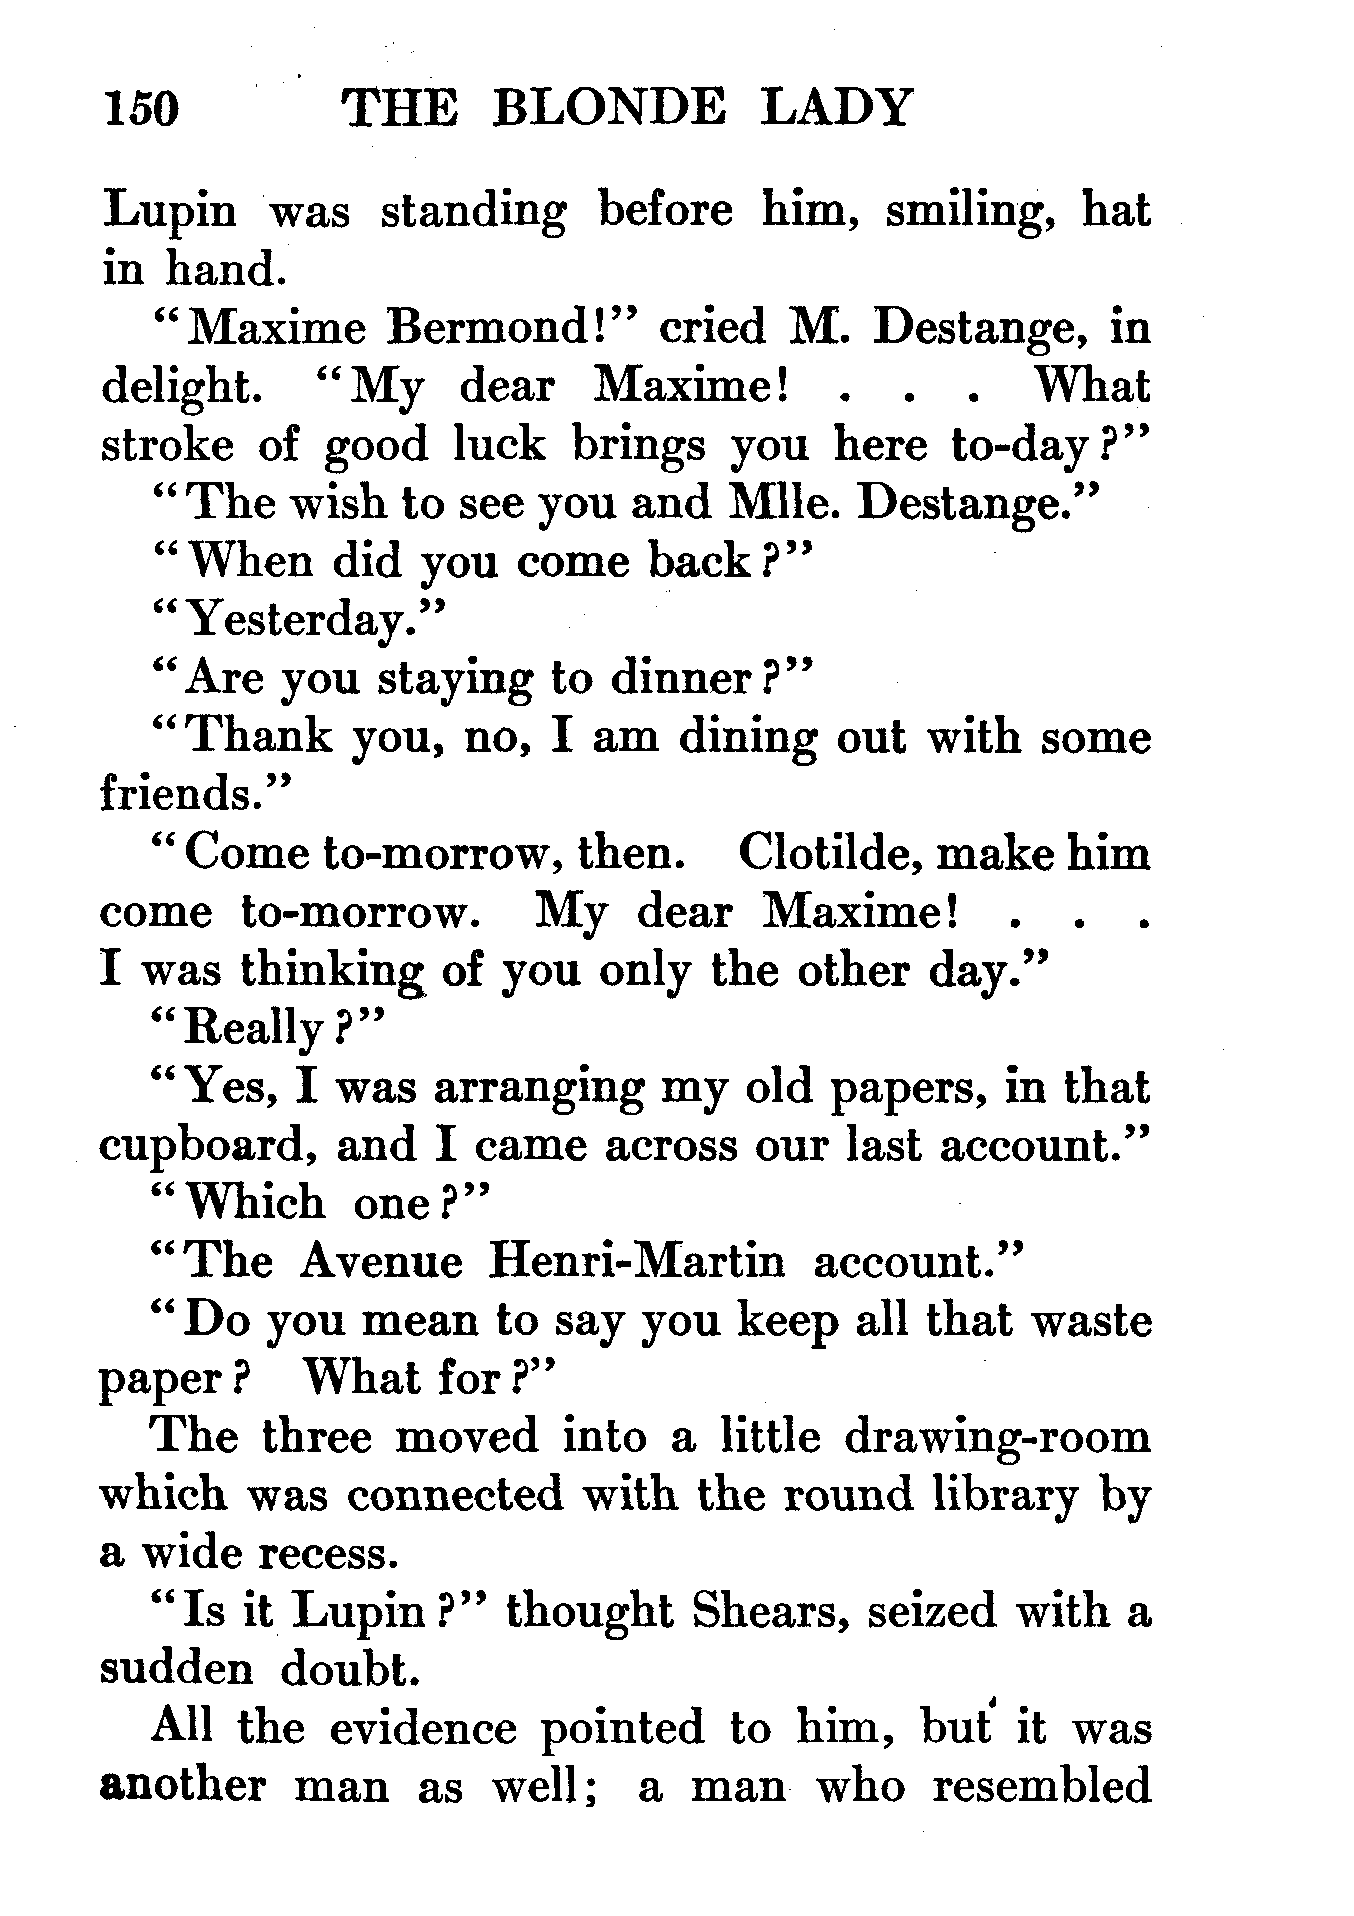 150 THE BLONDE LADY
Lupin was standing before him, smiling, hat
in hand.
"Maxime Bermond!" cried M. Destange, in
delight. "My dear Maxime! . . . What
stroke of good luck brings you here to-day?"
"The wish to see you and Mlle. Destange."
"When did you come back?"
"Yesterday."
"Are you staying to dinner?"
"Thank you, no, I am dining out with some
friends."
"Come to-morrow, then. Clotilde, make him
come to-morrow. My dear Maxime! . . .
I was thinking of you only the other day."
"Really?"
"Yes, I was arranging my old papers, in that
cupboard, and I came across our last account."
"Which one?"
"The Avenue Henri-Martin account."
"Do you mean to say you keep all that waste
paper? What for?"
The three moved into a little drawing-room
which was connected with the round library by
a wide recess.
"Is it Lupin?" thought Shears, seized with a
sudden doubt.
All the evidence pointed to him, but it was
another man as well; a man who resembled